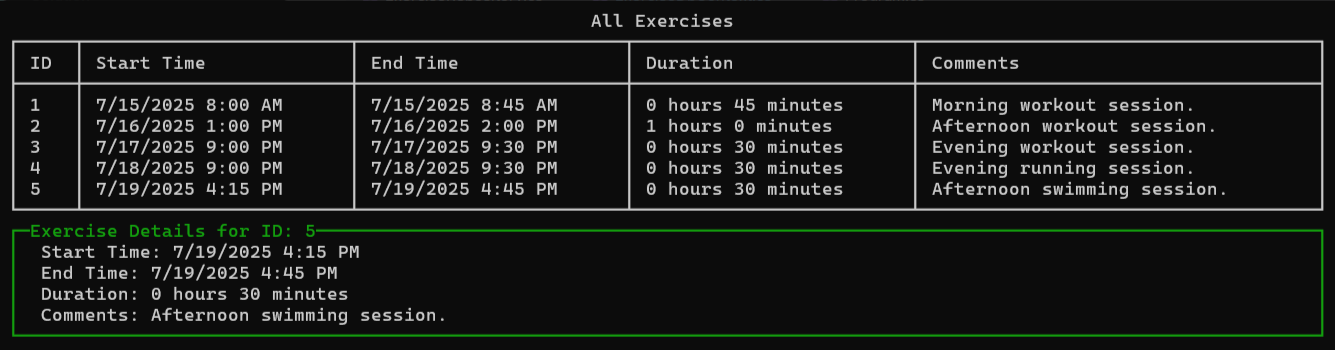 All Exercises
ID Start Time End Time Duration Comments
1 7/15/2025 8:00 AM 7/15/2025 8:45 AM 0 hours 45 minutes Morning workout session.
2 7/16/2025 1:00 PM 7/16/2025 2:00 PM 1 hours 0 minutes Afternoon workout session.
3 7/17/2025 9:00 PM 7/17/2025 9:30 PM 0 hours 30 minutes Evening workout session.
4 7/18/2025 9:00 PM 7/18/2025 9:30 PM 0 hours 30 minutes Evening running session.
5 7/19/2025 4:15 PM 7/19/2025 4:45 PM 0 hours 30 minutes Afternoon swimming session.
Exercise Details for ID: 5
Start Time: 7/19/2025 4:15 PM
End Time: 7/19/2025 4:45 PM
Duration: 0 hours 30 minutes
Comments: Afternoon swimming session.